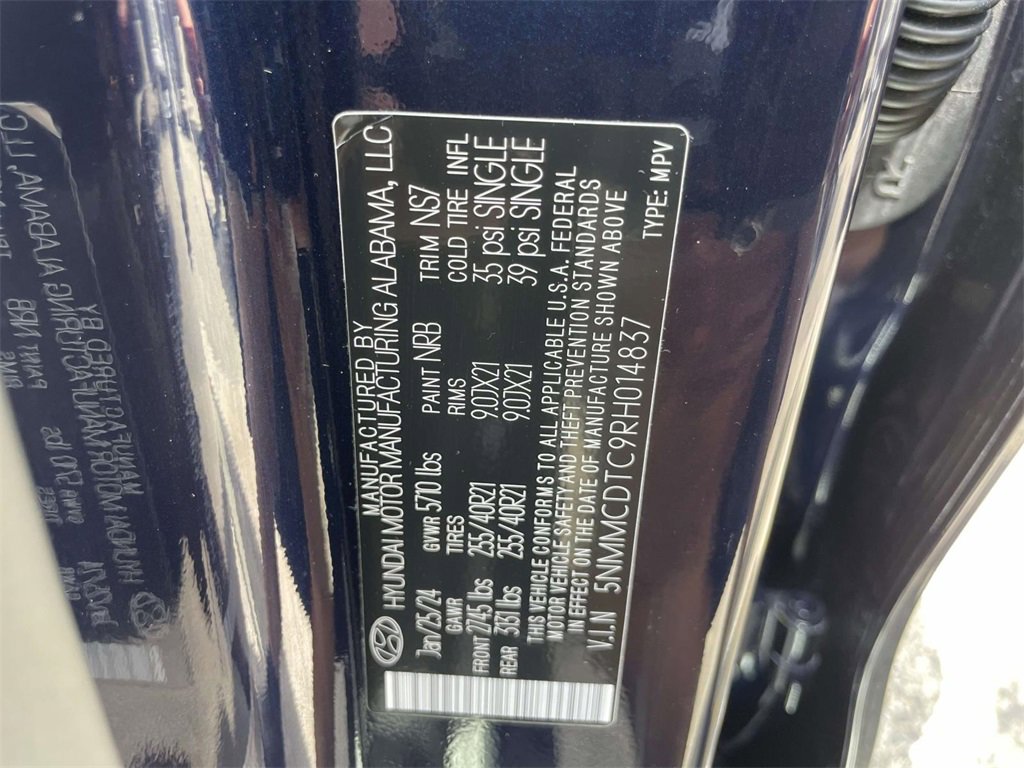 MANUFACTURED BY
HYUNDAI MOTOR MANUFACTURING ALABAMA, LLC
Jan/25/24 GVWR 5710 lbs PAINT NRB TRIM NS7
GAWR TIRES RIMS COLD TIRE INFL
FRONT 2745 lbs 255/40R21 9.0JX21 35 psi SINGLE
REAR 3131 lbs 255/40R21 9.0JX21 39 psi SINGLE
THIS VEHICLE CONFORMS TO ALL APPLICABLE U.S.A. FEDERAL
MOTOR VEHICLE SAFETY AND THEFT PREVENTION STANDARDS
IN EFFECT ON THE DATE OF MANUFACTURE SHOWN ABOVE
V.I.N 5NMMCDTC9RH014837 TYPE: MPV